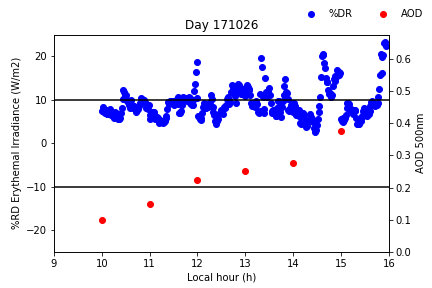 %DR AOD
Day 171026
%RD Erythemal Irradiance (W/m2)
20
10
0
−10
−20
9 10 11 12 13 14 15 16
Local hour (h)
0.6
0.5
0.4
0.3
0.2
0.1
0.0
AOD 500nm